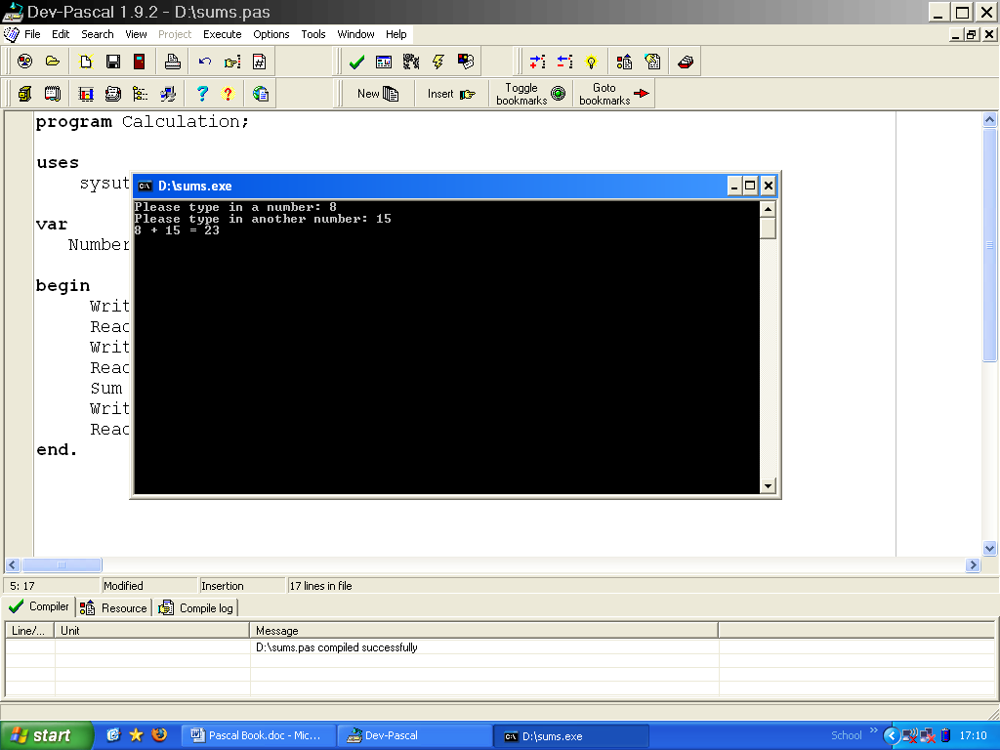 Dev-Pascal 1.9.2 - D:\sums.pas
File Edit Search View Project Execute Options Tools Window Help
New Insert Toggle bookmarks Goto bookmarks
program Calculation;
uses
sysut
var
Number
begin
Writ
Read
Writ
Read
Sum
Writ
Read
end.
D:\sums.exe
Please type in a number: 8
Please type in another number: 15
8 + 15 = 23
5: 17 Modified Insertion 17 lines in file
Compiler Resource Compile log
Line/... Unit Message
D:\sums.pas compiled successfully
start Pascal Book.doc - Mic... Dev-Pascal D:\sums.exe School » 17:10